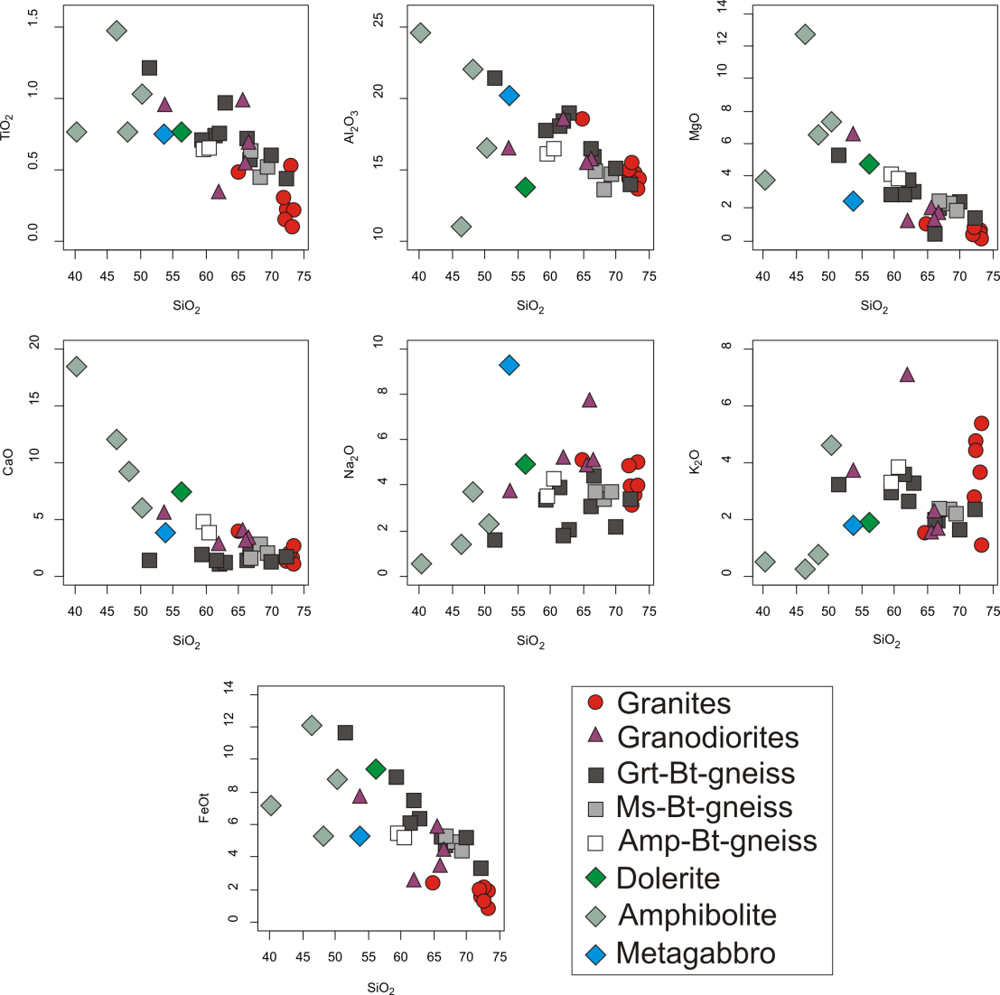 TiO2
0.0 0.5 1.0 1.5
40 45 50 55 60 65 70 75
SiO2
Al2O3
10 15 20 25
40 45 50 55 60 65 70 75
SiO2
MgO
0 2 4 6 8 10 12 14
40 45 50 55 60 65 70 75
SiO2
CaO
0 5 10 15 20
40 45 50 55 60 65 70 75
SiO2
Na2O
0 2 4 6 8 10
40 45 50 55 60 65 70 75
SiO2
K2O
0 2 4 6 8
40 45 50 55 60 65 70 75
SiO2
FeOt
0 2 4 6 8 10 12 14
40 45 50 55 60 65 70 75
SiO2
Granites
Granodiorites
Grt-Bt-gneiss
Ms-Bt-gneiss
Amp-Bt-gneiss
Dolerite
Amphibolite
Metagabbro